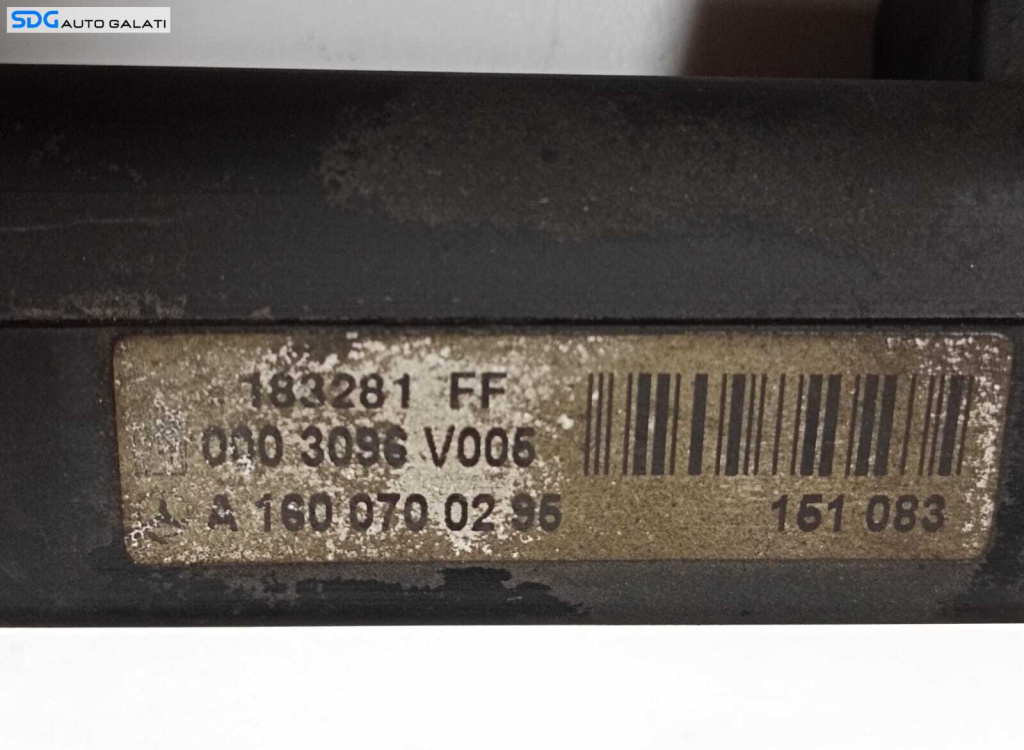 SDG AUTO GALATI
183281 FF
000 3096 V005
A 160 070 02 95
151 083